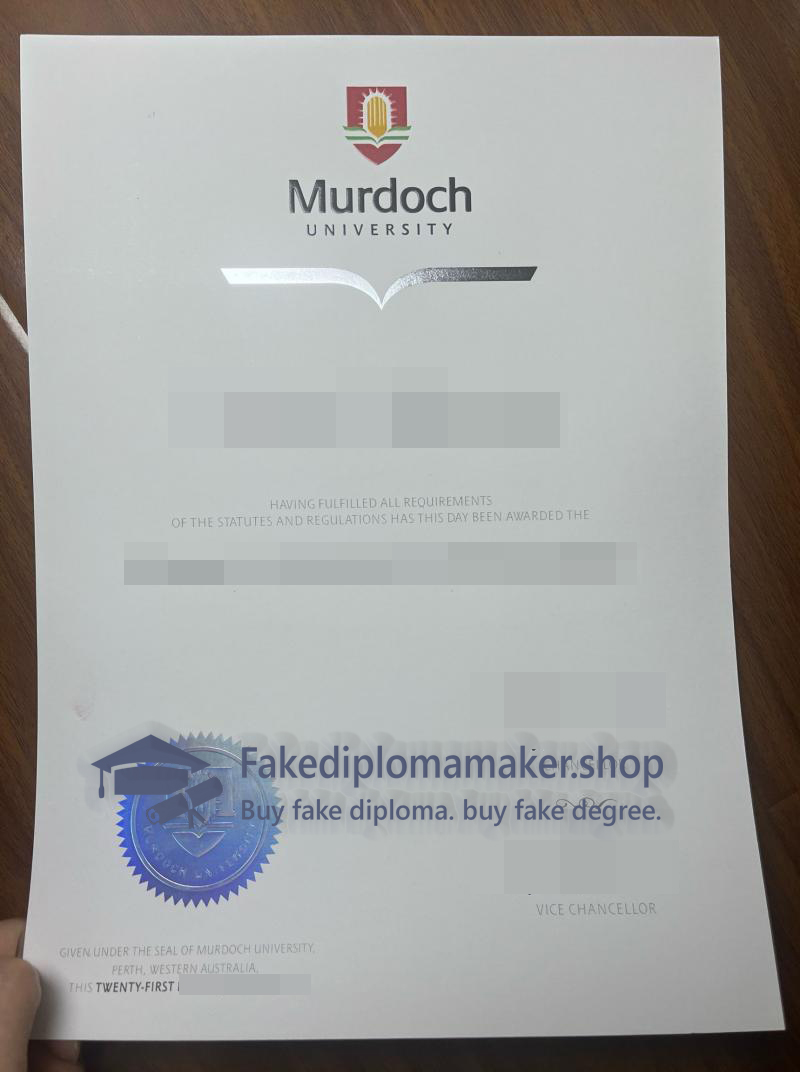 Murdoch
UNIVERSITY
HAVING FULFILLED ALL REQUIREMENTS
OF THE STATUTES AND REGULATIONS HAS THIS DAY BEEN AWARDED THE
Fakediplomamaker.shop
Buy fake diploma. buy fake degree.
MURDOCH
VICE CHANCELLOR
GIVEN UNDER THE SEAL OF MURDOCH UNIVERSITY,
PERTH, WESTERN AUSTRALIA,
THIS TWENTY-FIRST